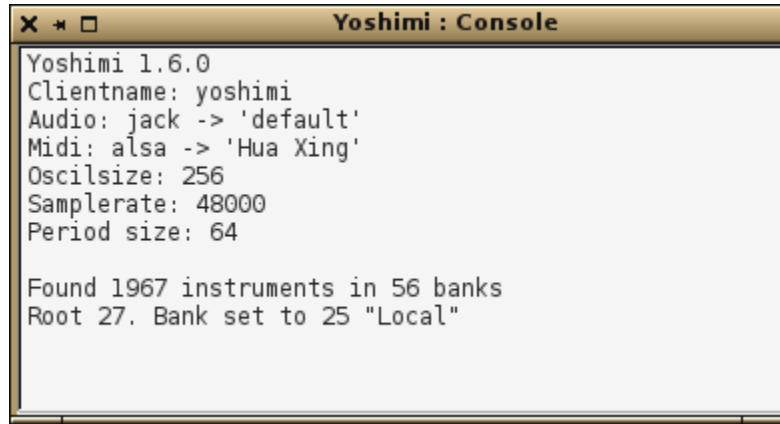 Yoshimi : Console
Yoshimi 1.6.0
Clientname: yoshimi
Audio: jack -> 'default'
Midi: alsa -> 'Hua Xing'
Oscilsize: 256
Samplerate: 48000
Period size: 64
Found 1967 instruments in 56 banks
Root 27. Bank set to 25 "Local"